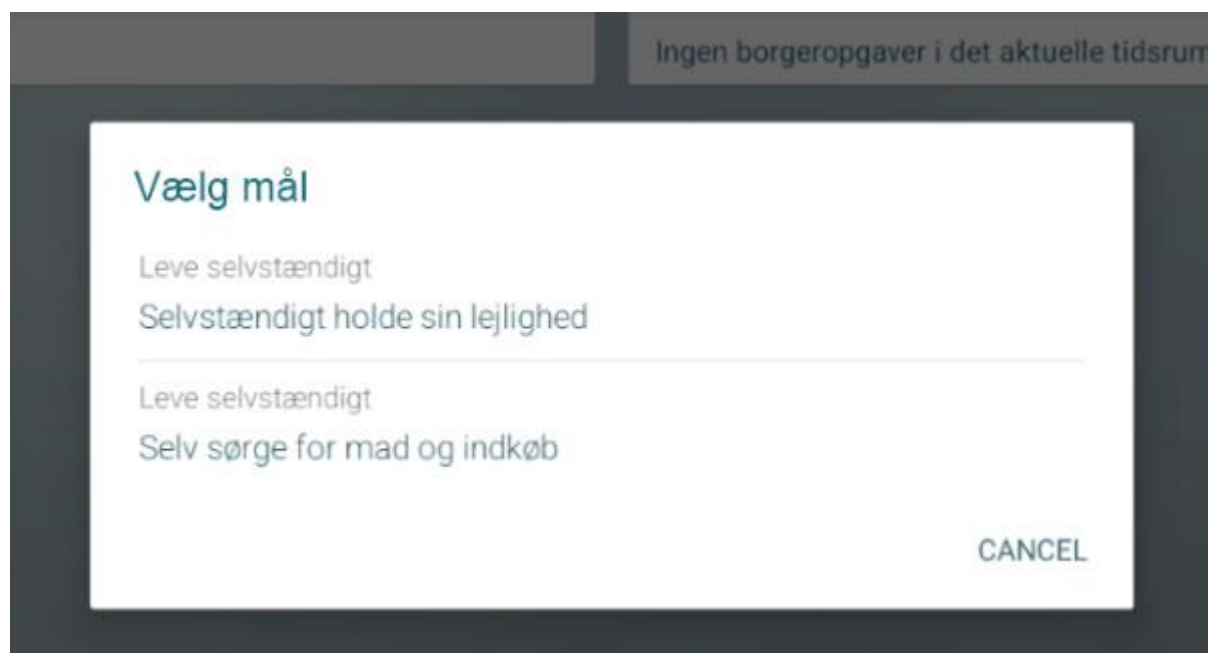 Ingen borgeropgaver i det aktuelle tidsrum
Vælg mål
Leve selvstændigt
Selvstændigt holde sin lejlighed
Leve selvstændigt
Selv sørge for mad og indkøb
CANCEL